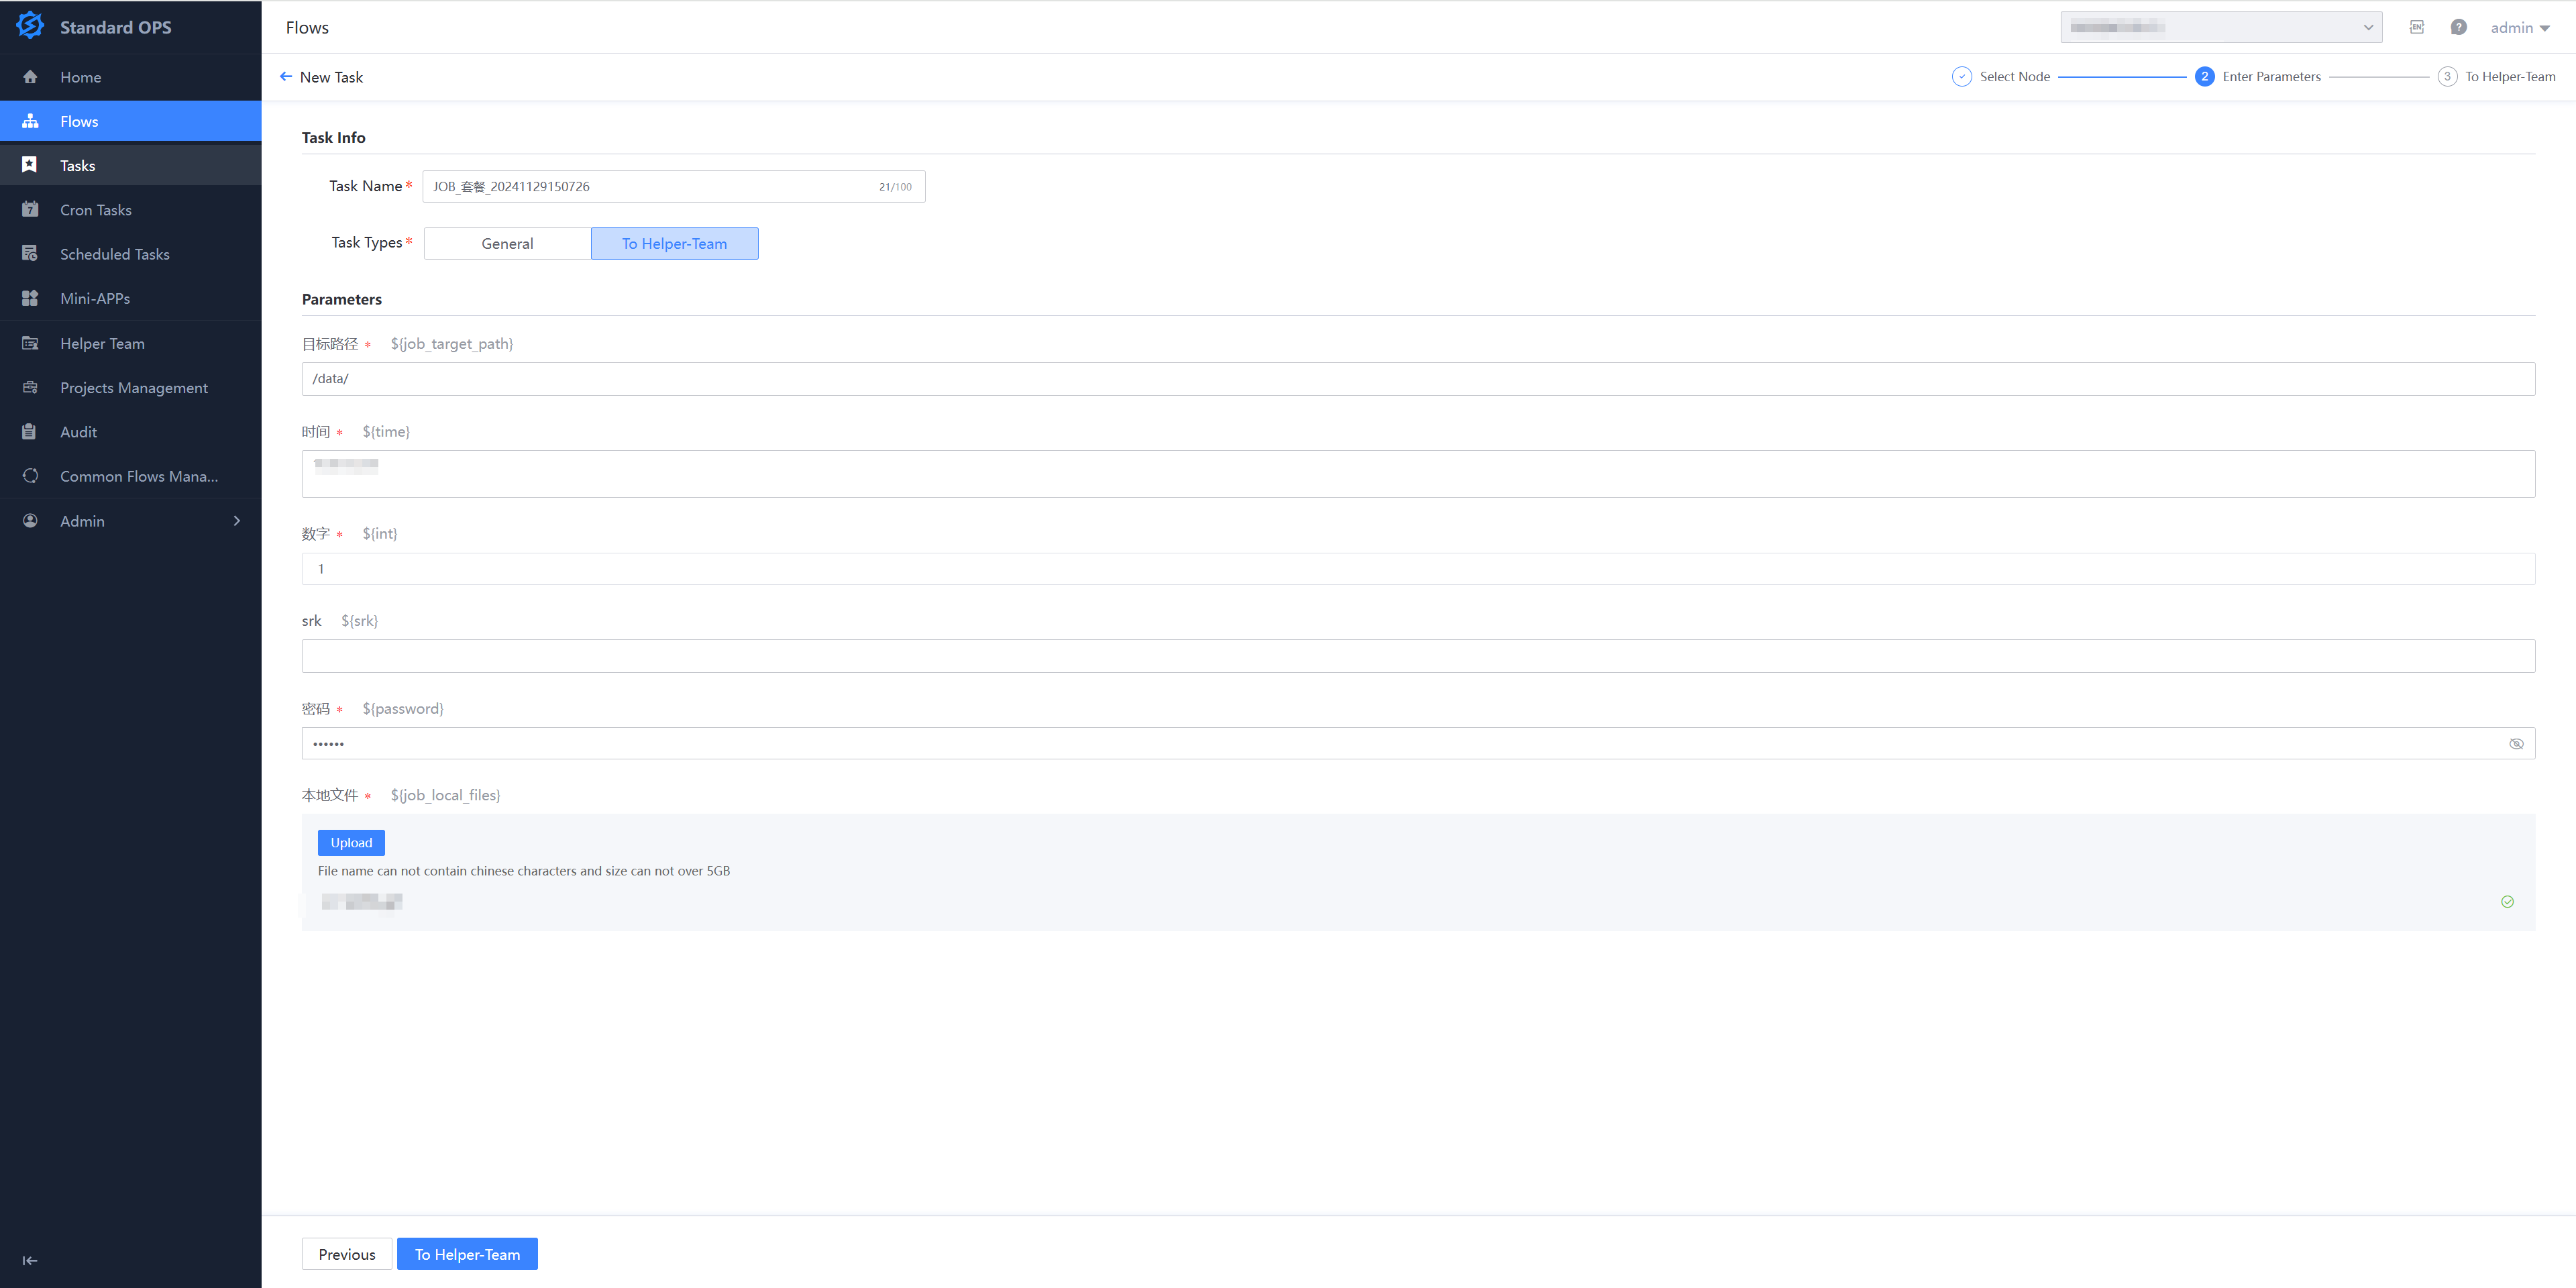 Standard OPS
Home
Flows
Tasks
Cron Tasks
Scheduled Tasks
Mini-APPs
Helper Team
Projects Management
Audit
Common Flows Mana...
Admin
Flows
EN
?
admin
New Task
Select Node
2 Enter Parameters
3 To Helper-Team
Task Info
Task Name* JOB_套餐_20241129150726 21/100
Task Types* General To Helper-Team
Parameters
目标路径 * ${job_target_path}
/data/
时间 * ${time}
数字 * ${int}
1
srk ${srk}
密码 * ${password}
••••••
本地文件 * ${job_local_files}
Upload
File name can not contain chinese characters and size can not over 5GB
Previous To Helper-Team